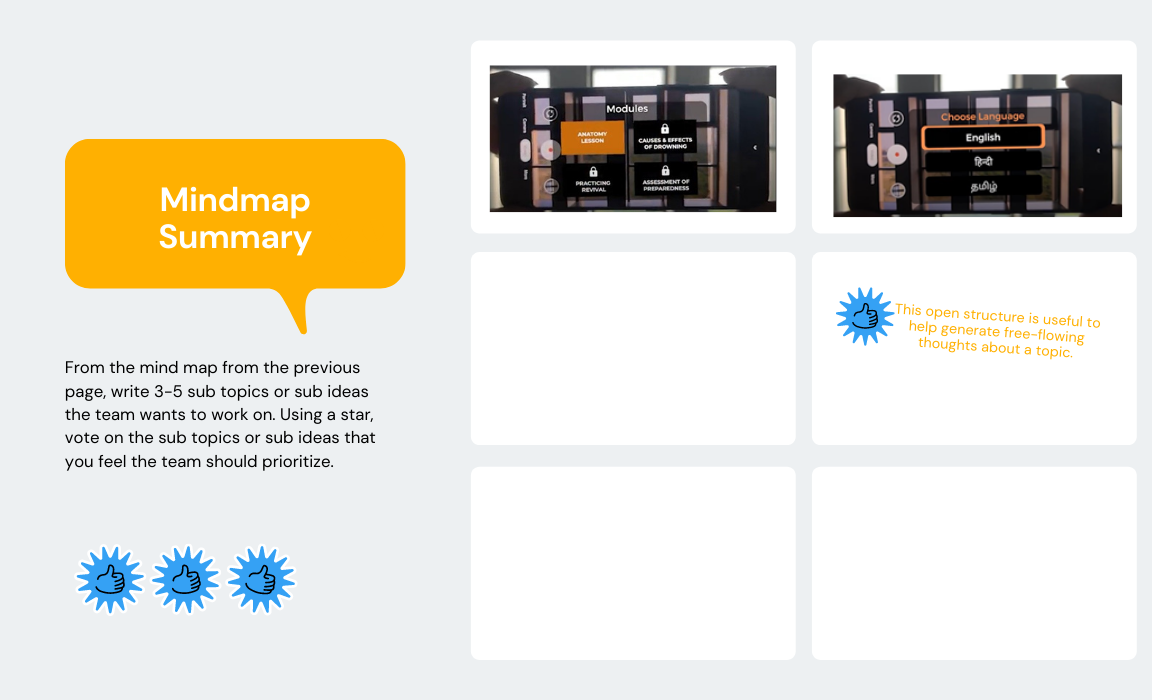 Mindmap
Summary
From the mind map from the previous
page, write 3-5 sub topics or sub ideas
the team wants to work on. Using a star,
vote on the sub topics or sub ideas that
you feel the team should prioritize.
Modules
ANATOMY
LESSON
CAUSES & EFFECTS
OF DROWNING
PRACTICING
REVIVAL
ASSESSMENT OF
PREPAREDNESS
Choose Language
English
हिन्दी
தமிழ்
This open structure is useful to
help generate free-flowing
thoughts about a topic.